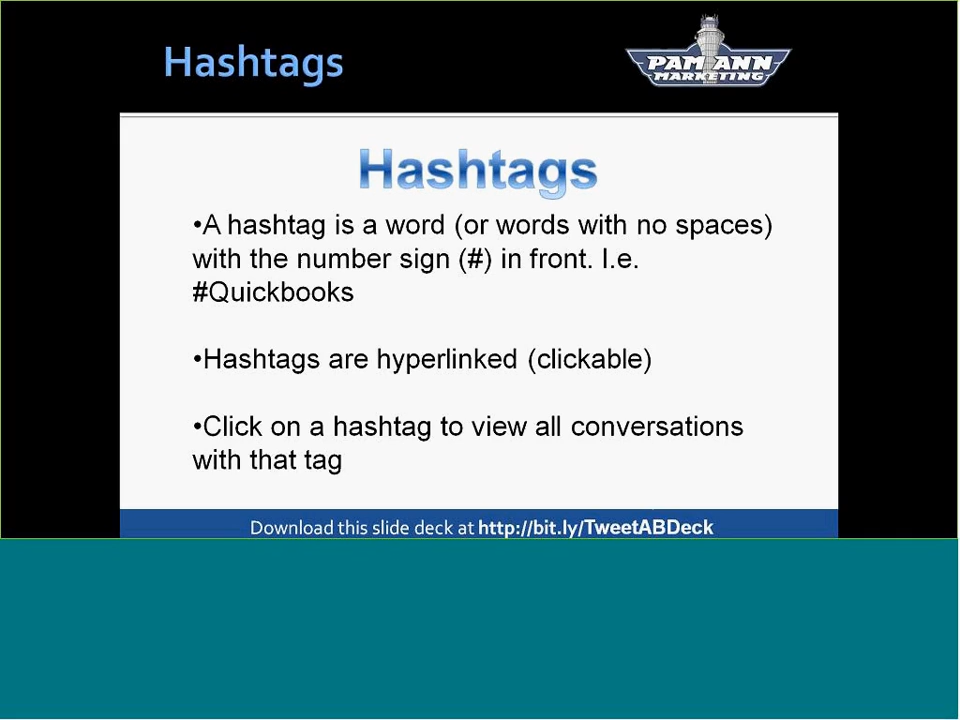 Hashtags
PAM ANN
MARKETING
Hashtags
•A hashtag is a word (or words with no spaces)
with the number sign (#) in front. I.e.
#Quickbooks
•Hashtags are hyperlinked (clickable)
•Click on a hashtag to view all conversations
with that tag
Download this slide deck at http://bit.ly/TweetABDeck